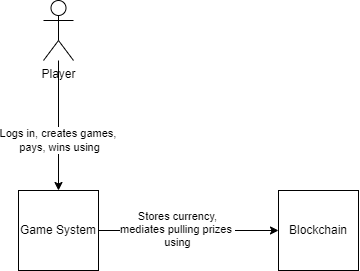 Player
Logs in, creates games,
pays, wins using
Game System
Stores currency,
mediates pulling prizes
using
Blockchain